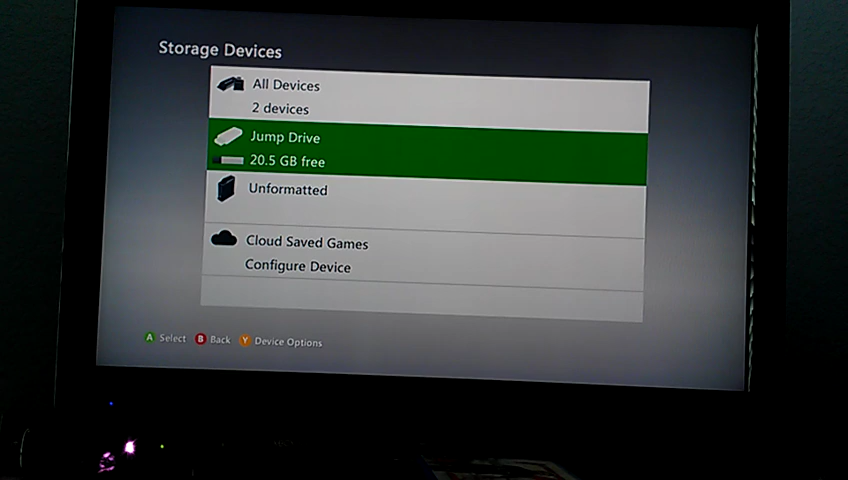 Storage Devices
All Devices
2 devices
Jump Drive
20.5 GB free
Unformatted
Cloud Saved Games
Configure Device
A Select B Back Y Device Options